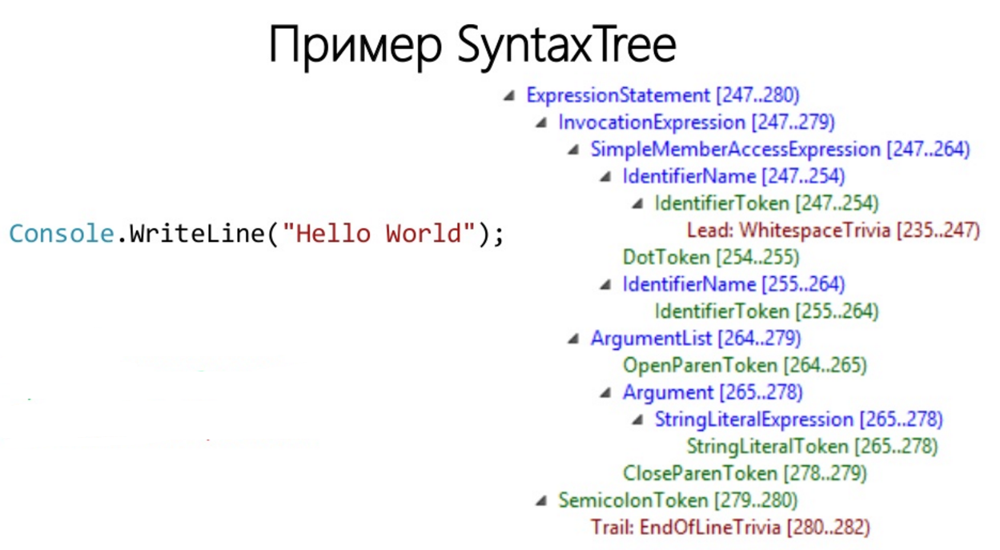 Пример SyntaxTree
Console.WriteLine("Hello World");
ExpressionStatement [247..280)
InvocationExpression [247..279)
SimpleMemberAccessExpression [247..264)
IdentifierName [247..254)
IdentifierToken [247..254)
Lead: WhitespaceTrivia [235..247)
DotToken [254..255)
IdentifierName [255..264)
IdentifierToken [255..264)
ArgumentList [264..279)
OpenParenToken [264..265)
Argument [265..278)
StringLiteralExpression [265..278)
StringLiteralToken [265..278)
CloseParenToken [278..279)
SemicolonToken [279..280)
Trail: EndOfLineTrivia [280..282)